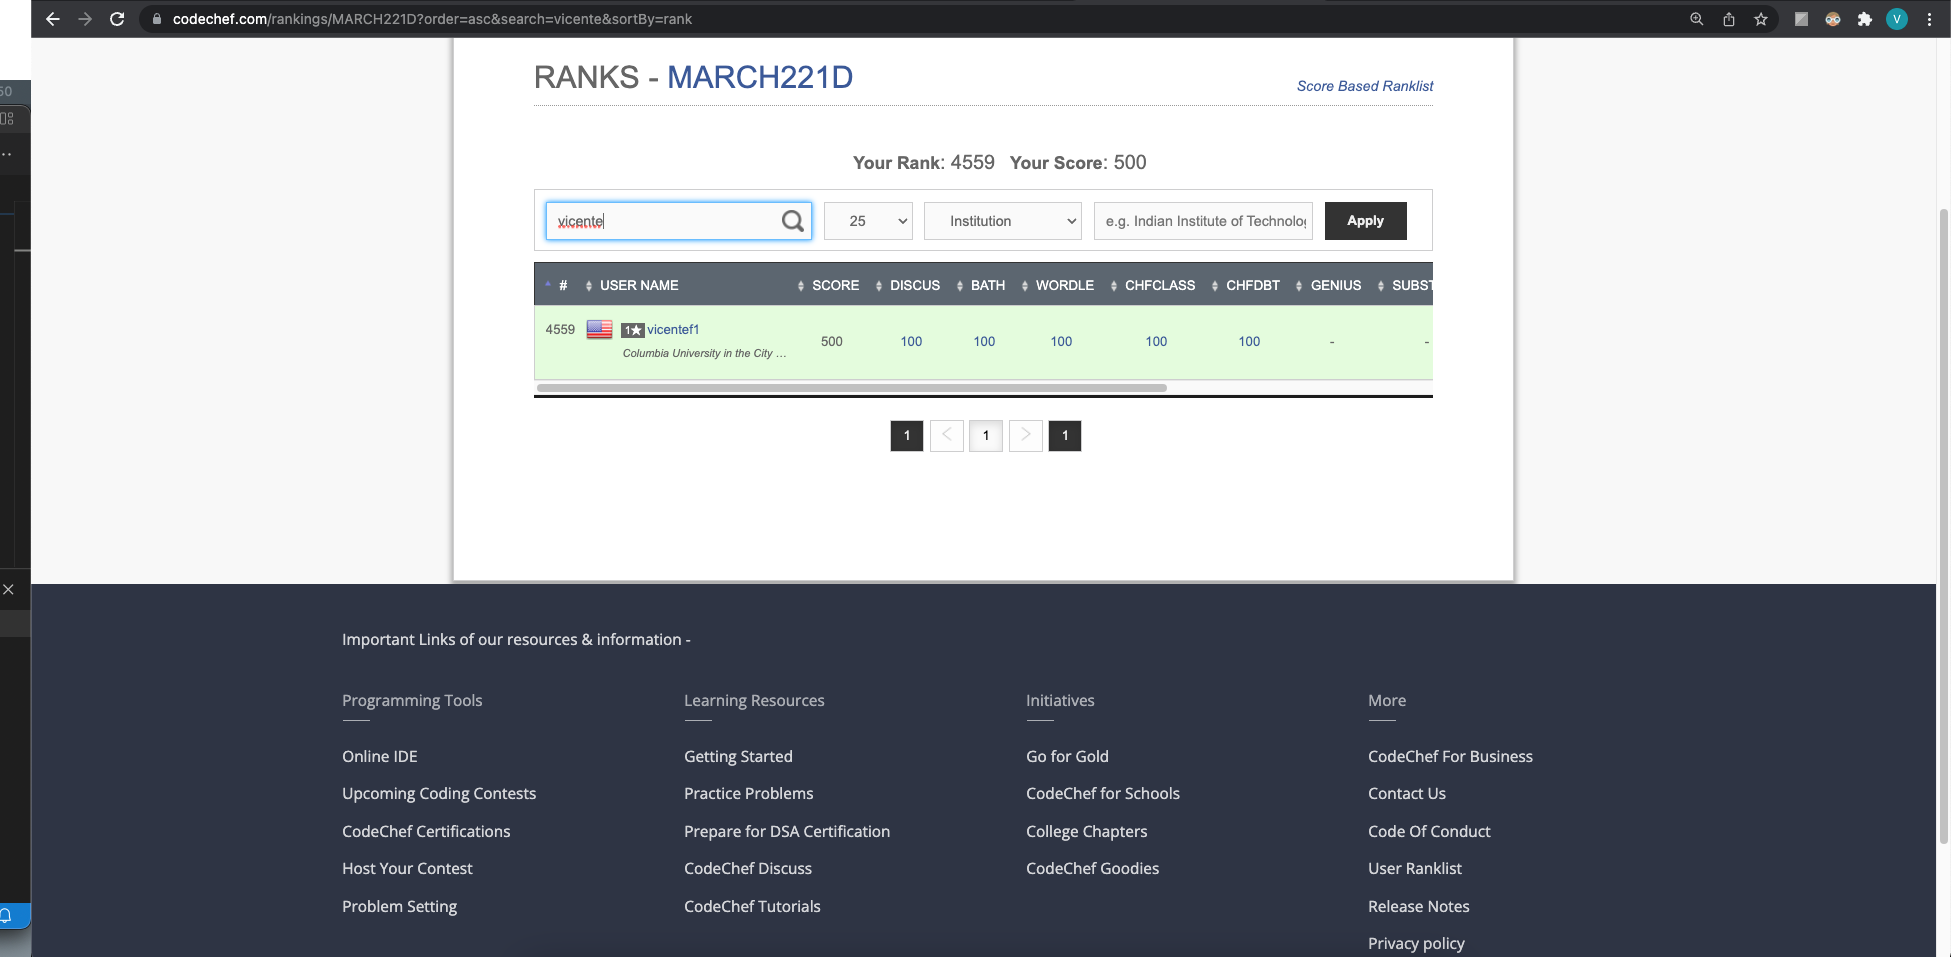 codechef.com/rankings/MARCH221D?order=asc&search=vicente&sortBy=rank
V
50
RANKS - MARCH221D
Score Based Ranklist
Your Rank: 4559 Your Score: 500
vicente 25 Institution e.g. Indian Institute of Technolo Apply
# USER NAME SCORE DISCUS BATH WORDLE CHFCLASS CHFDBT GENIUS SUBST
4559 1★ vicentef1
Columbia University in the City ...
500 100 100 100 100 100 - -
1 < 1 > 1
Important Links of our resources & information -
Programming Tools Learning Resources Initiatives More
Online IDE Getting Started Go for Gold CodeChef For Business
Upcoming Coding Contests Practice Problems CodeChef for Schools Contact Us
CodeChef Certifications Prepare for DSA Certification College Chapters Code Of Conduct
Host Your Contest CodeChef Discuss CodeChef Goodies User Ranklist
Problem Setting CodeChef Tutorials Release Notes
Privacy policy